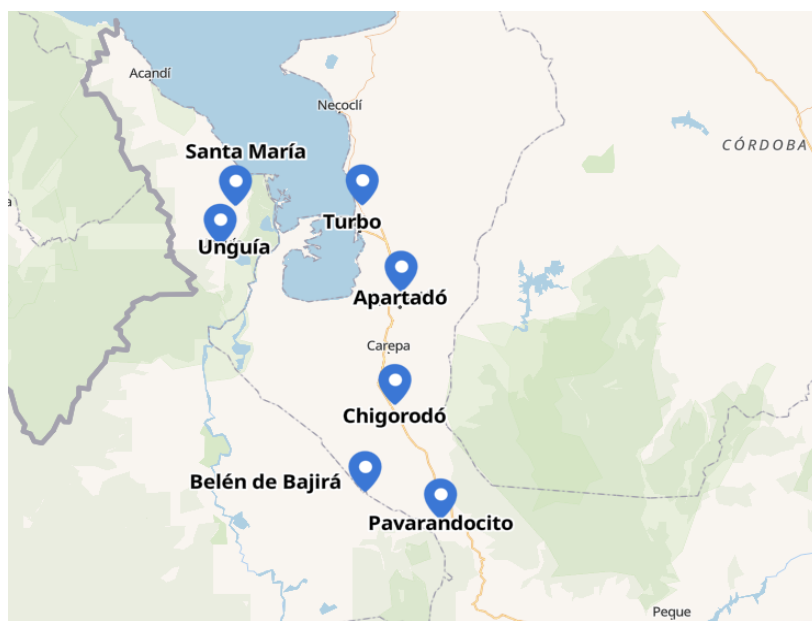 Acandí
Necoclí
CÓRDOBA
Santa María
Turbo
Unguía
Apartadó
Carepa
Chigorodó
Belén de Bajirá
Pavarandocito
Peque
a